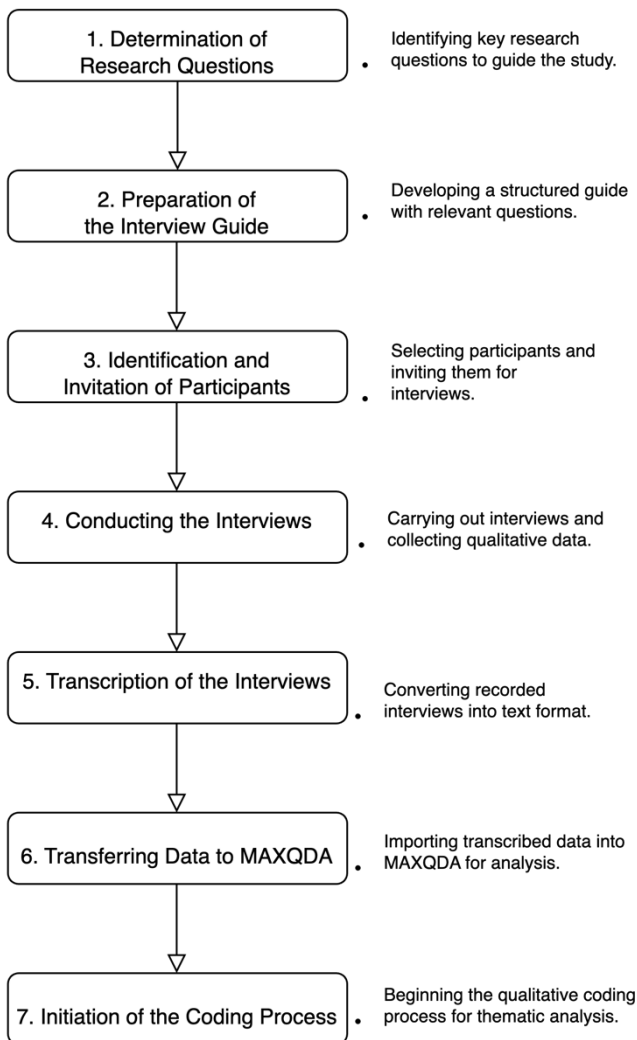 1. Determination of
Research Questions
Identifying key research
questions to guide the study.
2. Preparation of
the Interview Guide
Developing a structured guide
with relevant questions.
3. Identification and
Invitation of Participants
Selecting participants and
inviting them for
interviews.
4. Conducting the Interviews
Carrying out interviews and
collecting qualitative data.
5. Transcription of the Interviews
Converting recorded
interviews into text format.
6. Transferring Data to MAXQDA
Importing transcribed data into
MAXQDA for analysis.
7. Initiation of the Coding Process
Beginning the qualitative coding
process for thematic analysis.